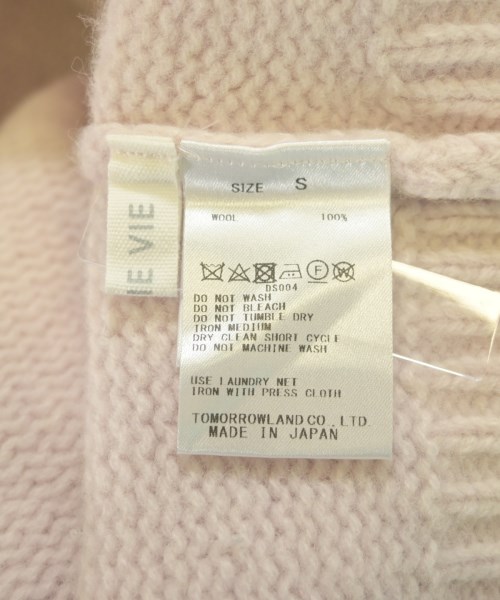 IE VIE
SIZE S
WOOL 100%
DS004
DO NOT WASH
DO NOT BLEACH
DO NOT TUMBLE DRY
IRON MEDIUM
DRY CLEAN SHORT CYCLE
DO NOT MACHINE WASH
USE LAUNDRY NET
IRON WITH PRESS CLOTH
TOMORROWLAND CO., LTD.
MADE IN JAPAN